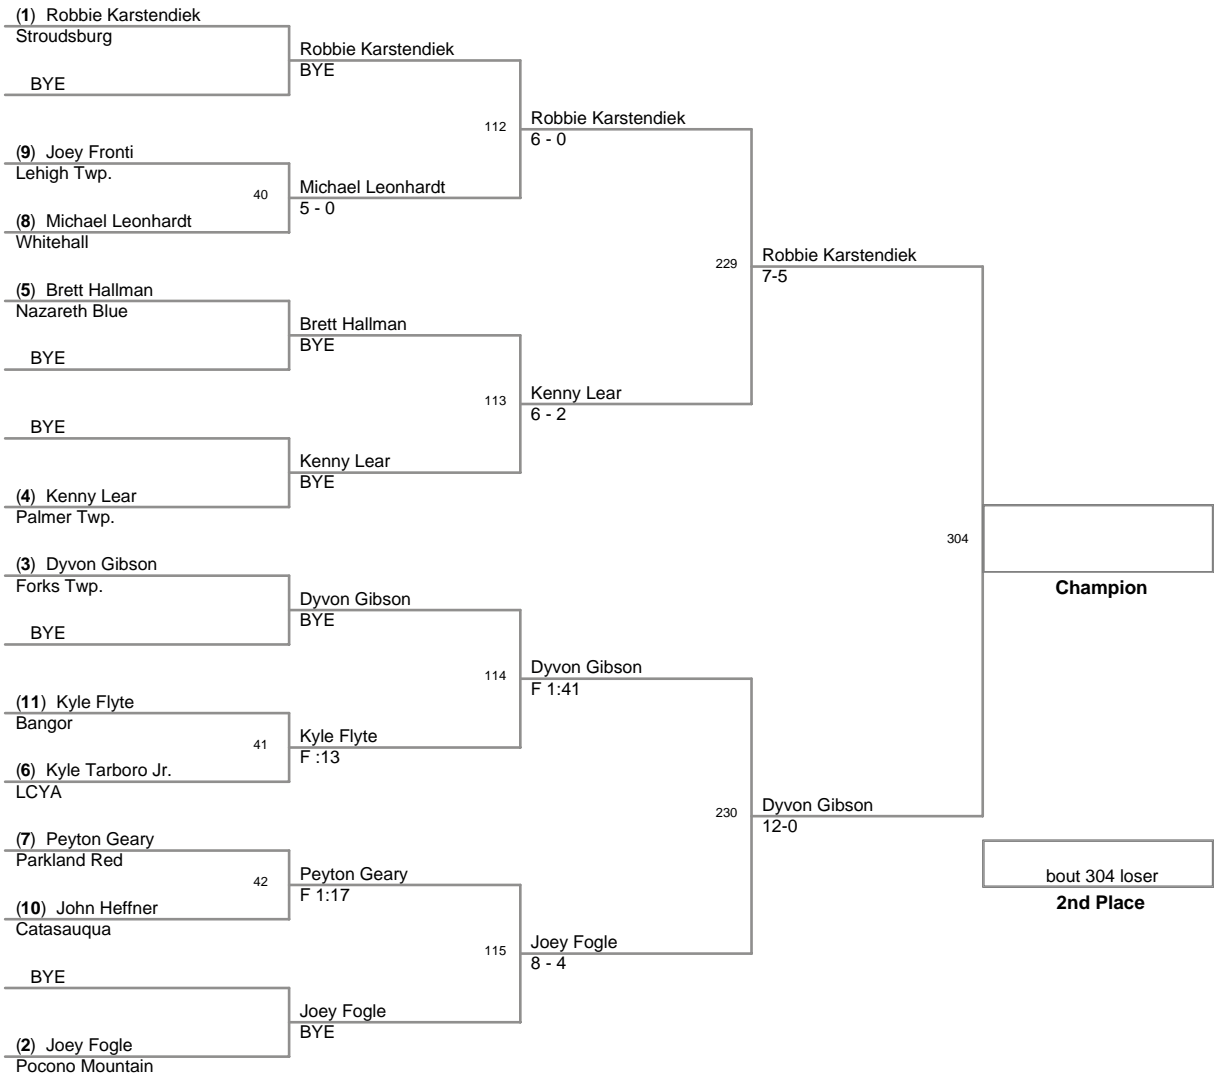 (1) Robbie Karstendiek
Stroudsburg
BYE
(9) Joey Fronti
Lehigh Twp.
(8) Michael Leonhardt
Whitehall
(5) Brett Hallman
Nazareth Blue
BYE
BYE
(4) Kenny Lear
Palmer Twp.
(3) Dyvon Gibson
Forks Twp.
BYE
(11) Kyle Flyte
Bangor
(6) Kyle Tarboro Jr.
LCYA
(7) Peyton Geary
Parkland Red
(10) John Heffner
Catasauqua
BYE
(2) Joey Fogle
Pocono Mountain
40
41
42
Robbie Karstendiek
BYE
Michael Leonhardt
5 - 0
Brett Hallman
BYE
Kenny Lear
BYE
Dyvon Gibson
BYE
Kyle Flyte
F :13
Peyton Geary
F 1:17
Joey Fogle
BYE
112
113
114
115
Robbie Karstendiek
6 - 0
Kenny Lear
6 - 2
Dyvon Gibson
F 1:41
Joey Fogle
8 - 4
229
230
Robbie Karstendiek
7-5
Dyvon Gibson
12-0
304
Champion
bout 304 loser
2nd Place